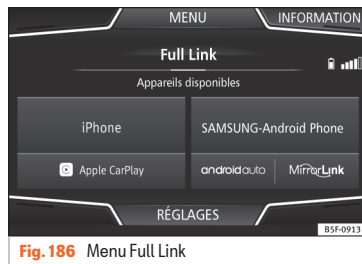 MENU
INFORMATION
Full Link
Appareils disponibles
iPhone
SAMSUNG-Android Phone
Apple CarPlay
androidauto
MirrorLink
RÉGLAGES
B5F-0913
Fig. 186 Menu Full Link